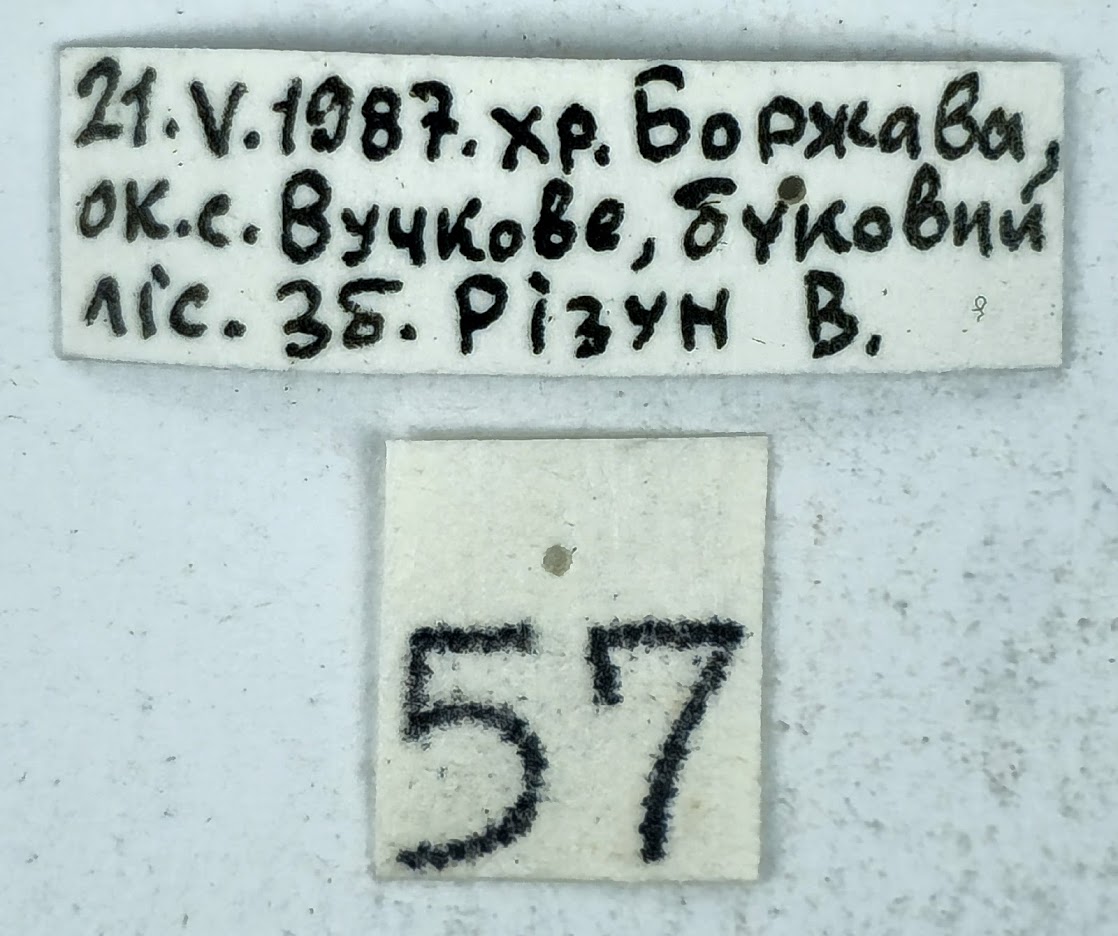 21.V.1987. хр. Боржава,
ок.с. Вучкове, буковий
ліс. Зб. Різун В.
57